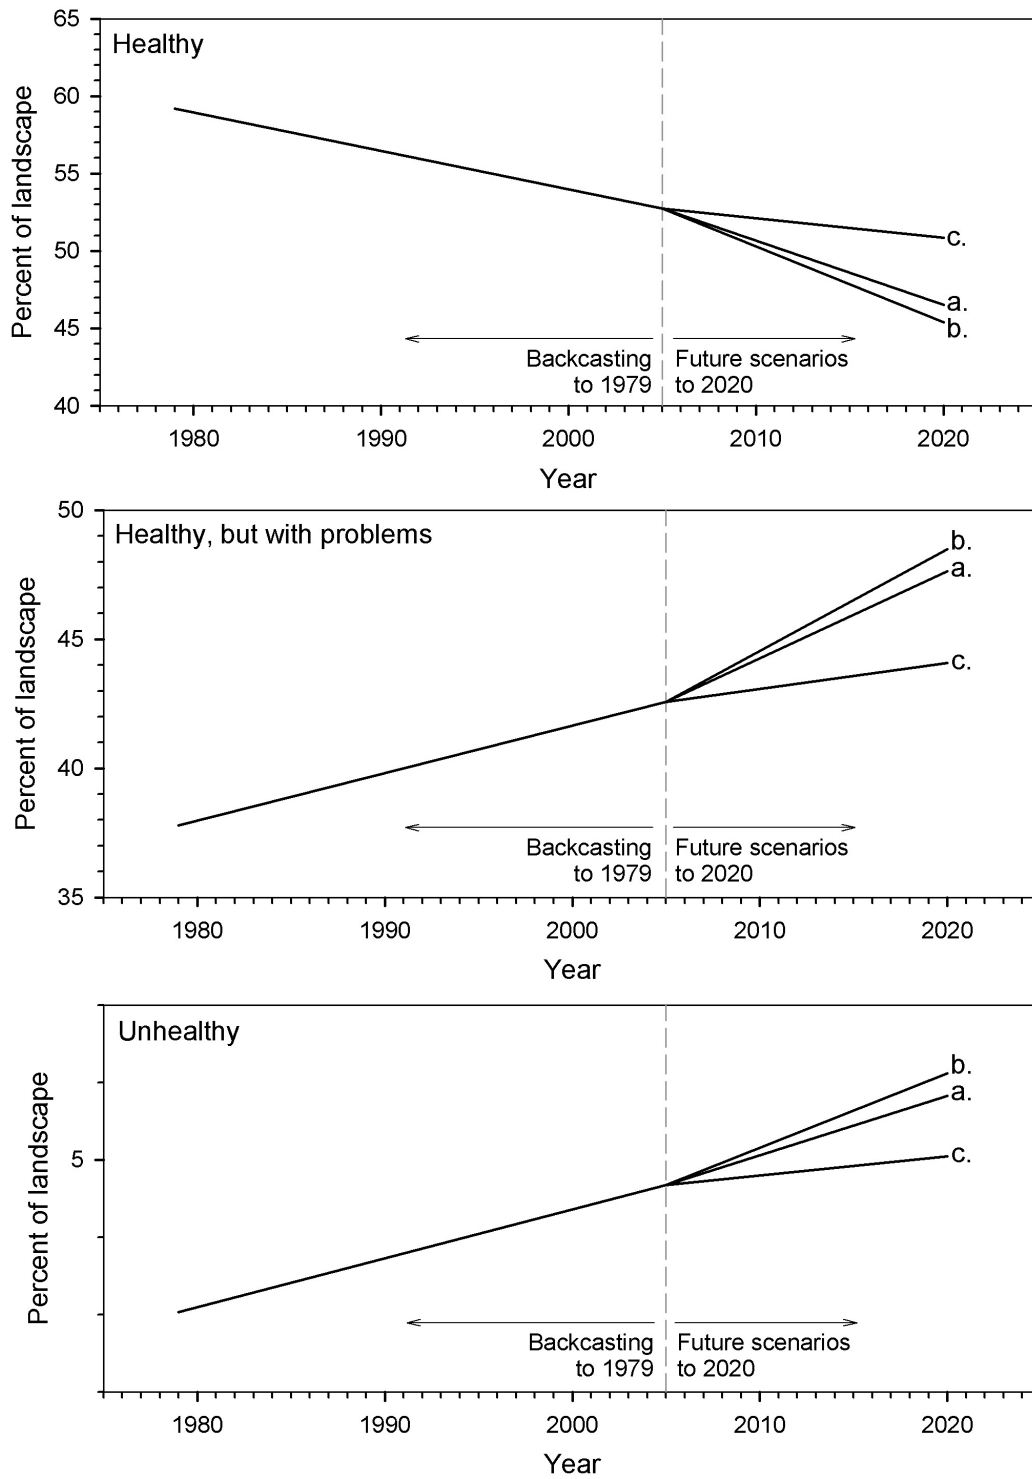 65
Healthy
60
55
50
45
40
Percent of landscape
c.
a.
b.
Backcasting
to 1979
Future scenarios
to 2020
1980 1990 2000 2010 2020
Year
50
Healthy, but with problems
45
40
35
Percent of landscape
b.
a.
c.
Backcasting
to 1979
Future scenarios
to 2020
1980 1990 2000 2010 2020
Year
Unhealthy
5
Percent of landscape
b.
a.
c.
Backcasting
to 1979
Future scenarios
to 2020
1980 1990 2000 2010 2020
Year